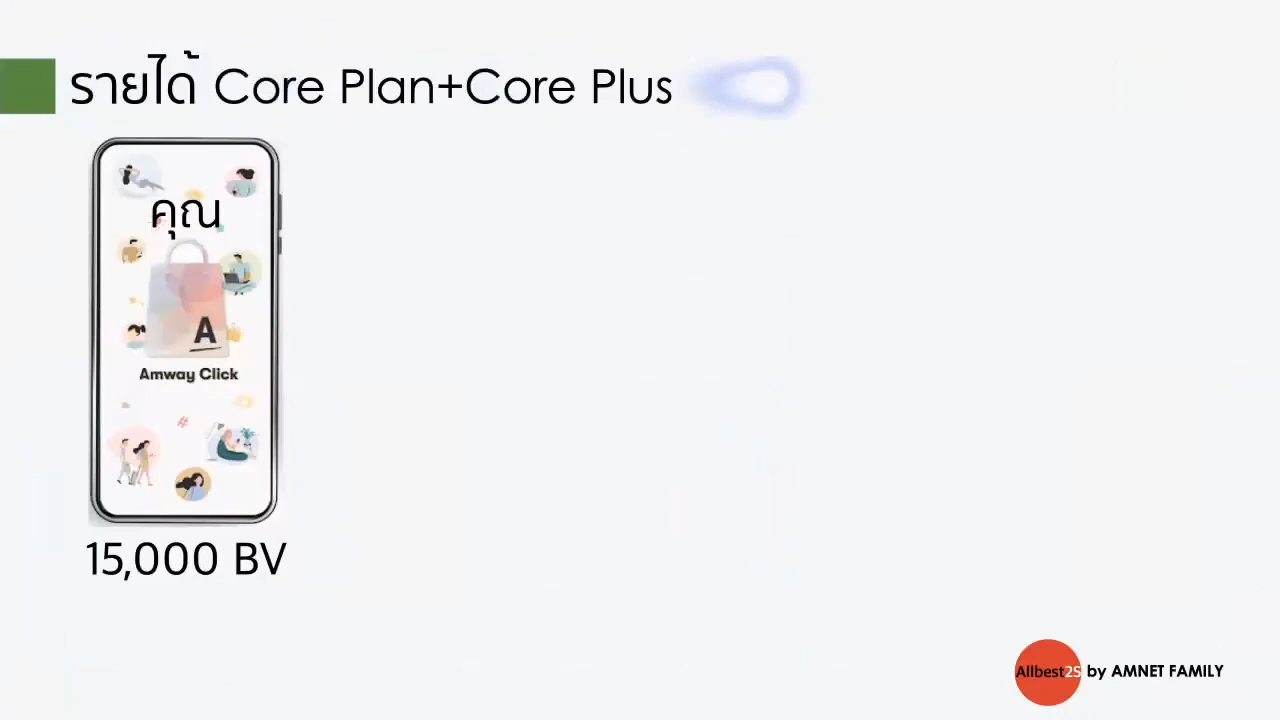 รายได้ Core Plan+Core Plus
คุณ
A
Amway Click
#
15,000 BV
Allbest2S by AMNET FAMILY